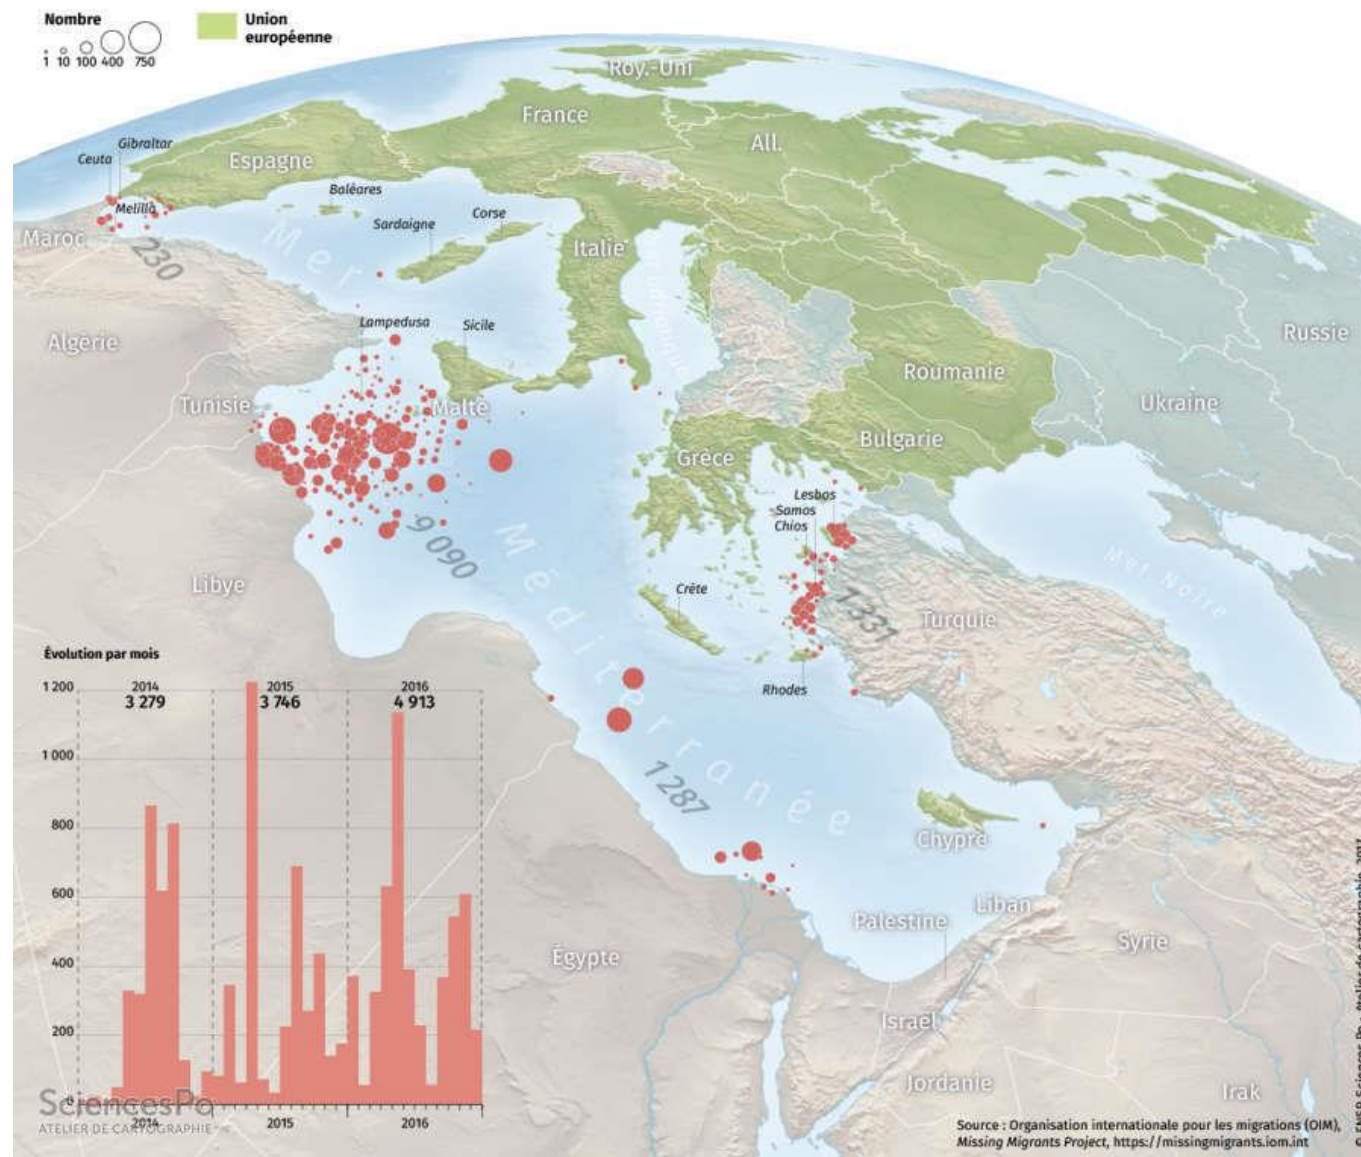 Nombre
1 10 100 400 750
Union
européenne
Roy.-Uni
France
All.
Gibraltar
Ceuta
Espagne
Melilla
Baléares
Corse
Sardaigne
Italie
Maroc
230
Mer
Adriatique
Lampedusa
Sicile
Algérie
Russie
Roumanie
Ukraine
Tunisie
Malte
Bulgarie
Grèce
Lesbos
Samos
Chios
9 090
Méditerranée
Mer Noire
Libye
Crète
1 331
Turquie
Rhodes
1 287
Chypre
Liban
Palestine
Syrie
Égypte
Israël
Jordanie
Irak
Évolution par mois
1 200
2014
2015
2016
3 279
3 746
4 913
1 000
800
600
400
200
0
2014
2015
2016
SciencesPo
ATELIER DE CARTOGRAPHIE
Source : Organisation internationale pour les migrations (OIM),
Missing Migrants Project, https://missingmigrants.iom.int